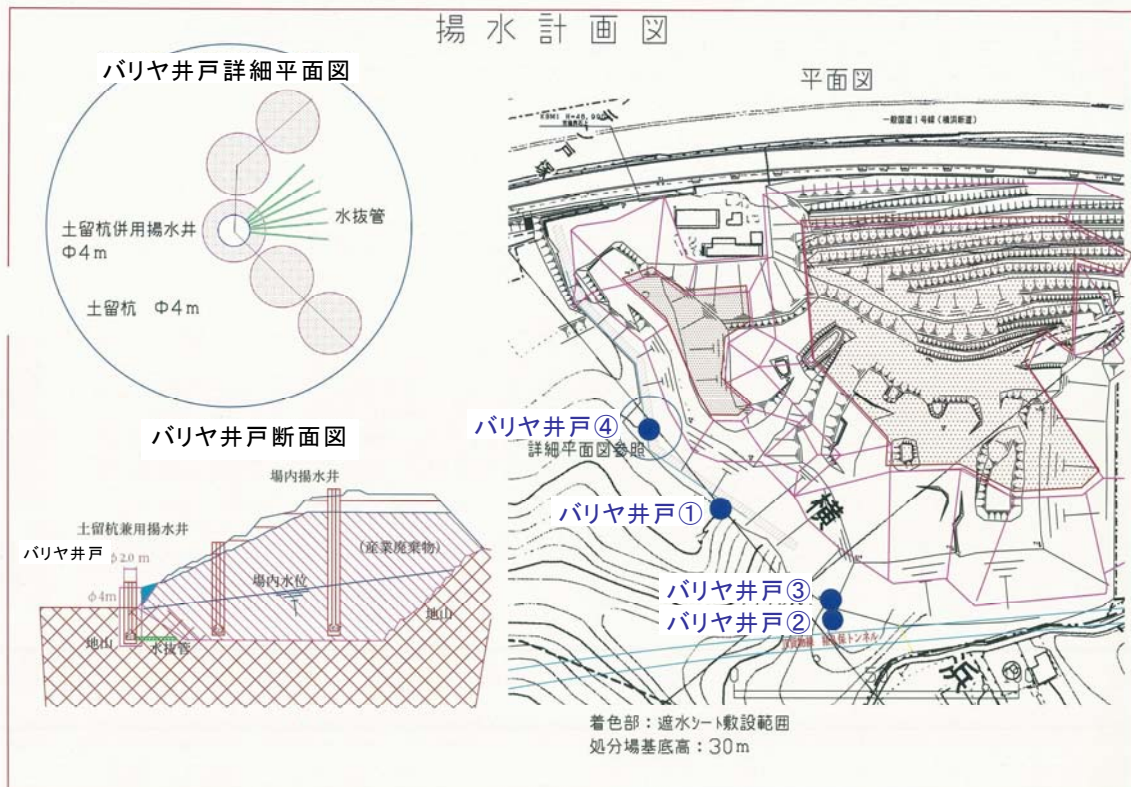 揚水計画図
バリヤ井戸詳細平面図
土留杭併用揚水井
Φ4m
水抜管
土留杭 Φ4m
バリヤ井戸断面図
場内揚水井
土留杭兼用揚水井
バリヤ井戸
φ2.0 m
(産業廃棄物)
φ4m
場内水位
地山
地山
水抜管
平面図
一般国道1号線(横浜新道)
戸塚
バリヤ井戸④
詳細平面図参照
バリヤ井戸①
横
バリヤ井戸③
バリヤ井戸②
トンネル
浜
着色部:遮水シート敷設範囲
処分場基底高:30m